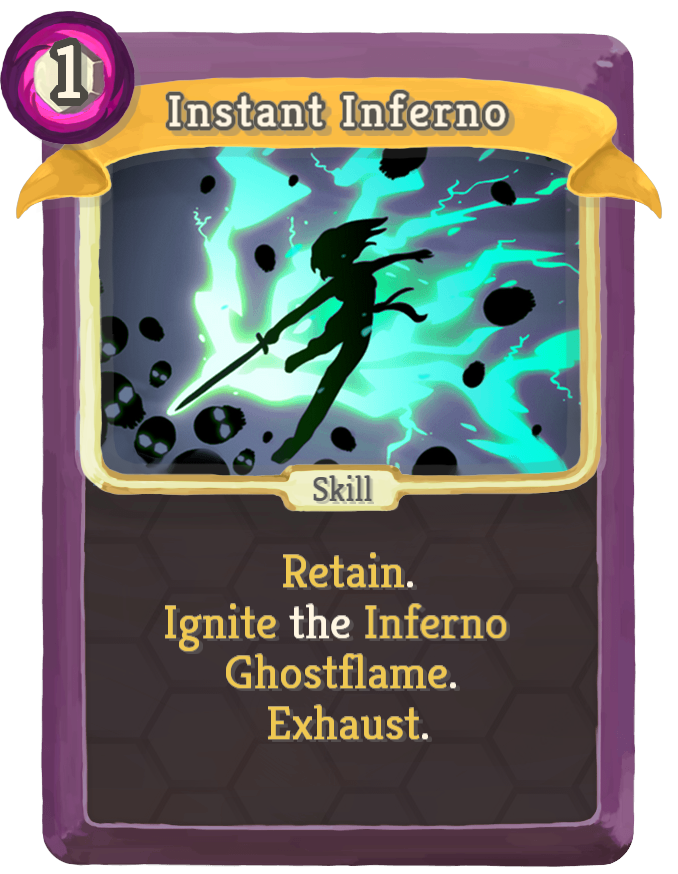 1
Instant Inferno
Skill
Retain.
Ignite the Inferno
Ghostflame.
Exhaust.